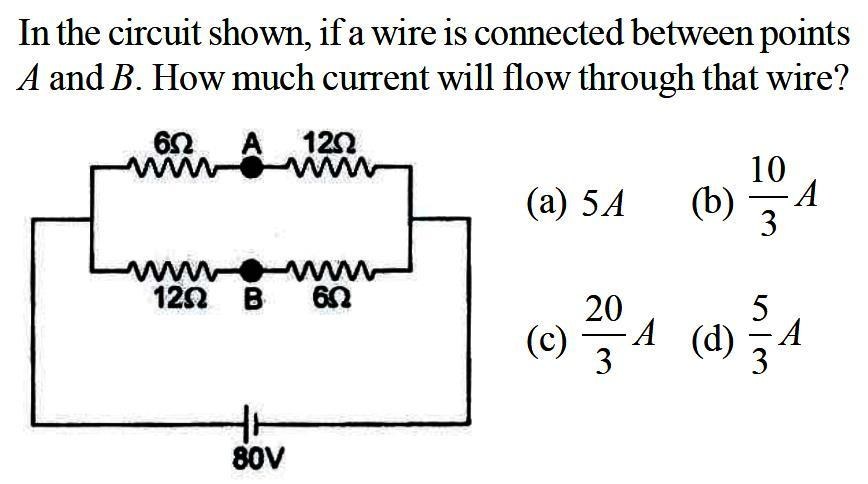 In the circuit shown, if a wire is connected between points
A and B. How much current will flow through that wire?
6Ω A 12Ω
12Ω B 6Ω
80V
(a) 5A (b) 10/3 A
(c) 20/3 A (d) 5/3 A